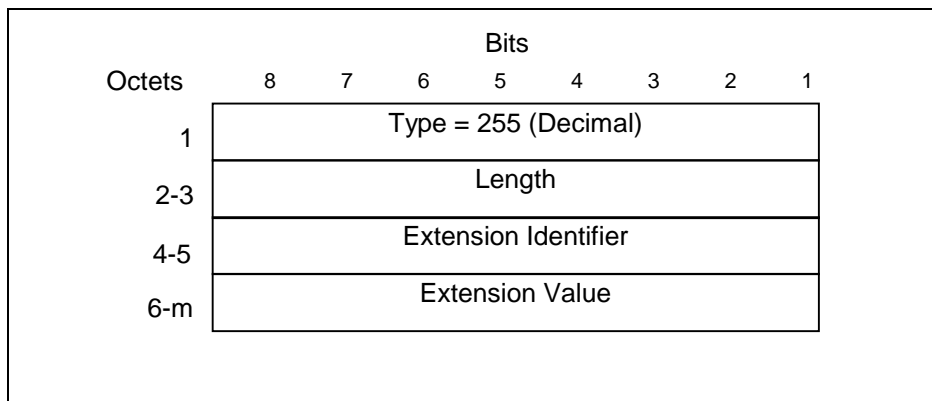 Bits
Octets 8 7 6 5 4 3 2 1
1 Type = 255 (Decimal)
2-3 Length
4-5 Extension Identifier
6-m Extension Value